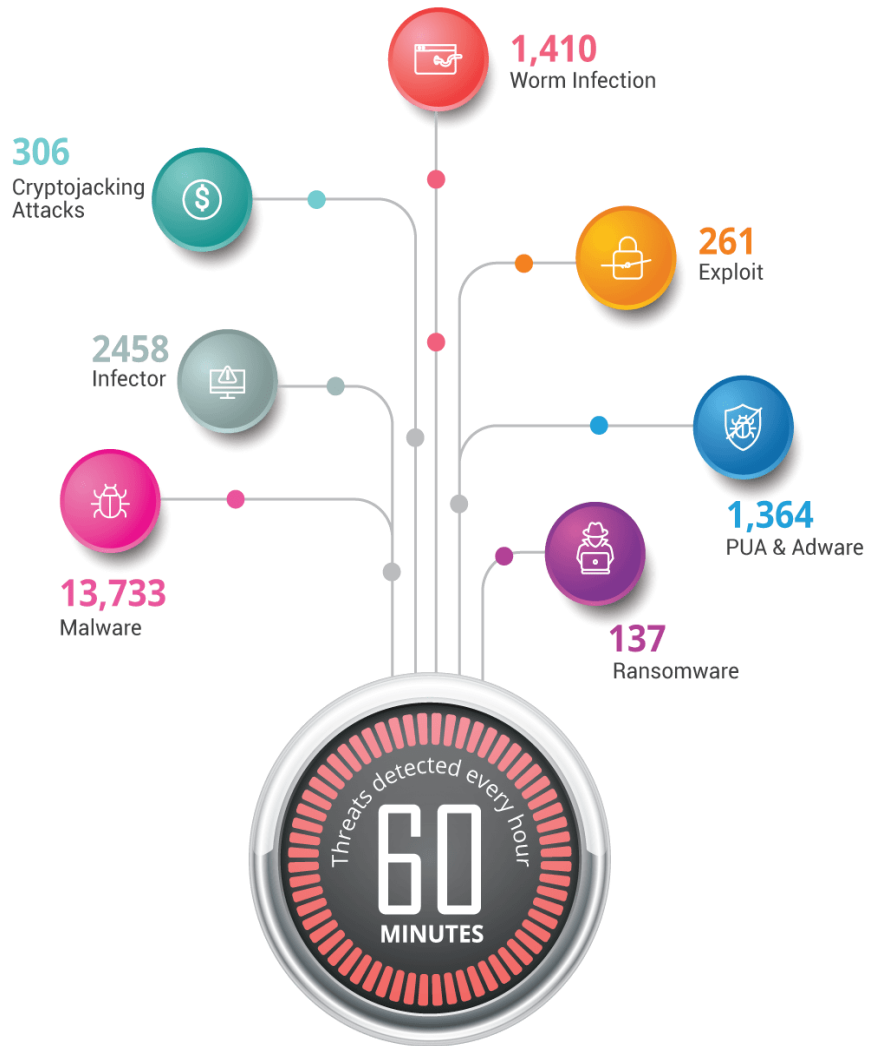 1,410
Worm Infection
306
Cryptojacking
Attacks
261
Exploit
2458
Infector
1,364
PUA & Adware
13,733
Malware
137
Ransomware
Threats detected every hour
60
MINUTES